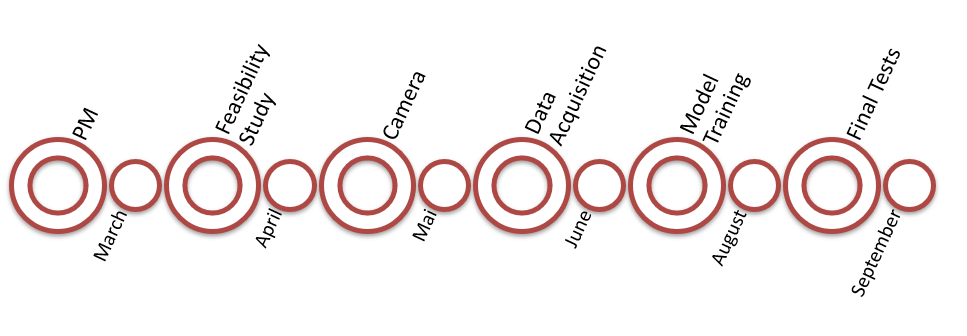 PM
March
Feasibility
Study
April
Camera
Mai
Data
Acquisition
June
Model
Training
August
Final Tests
September